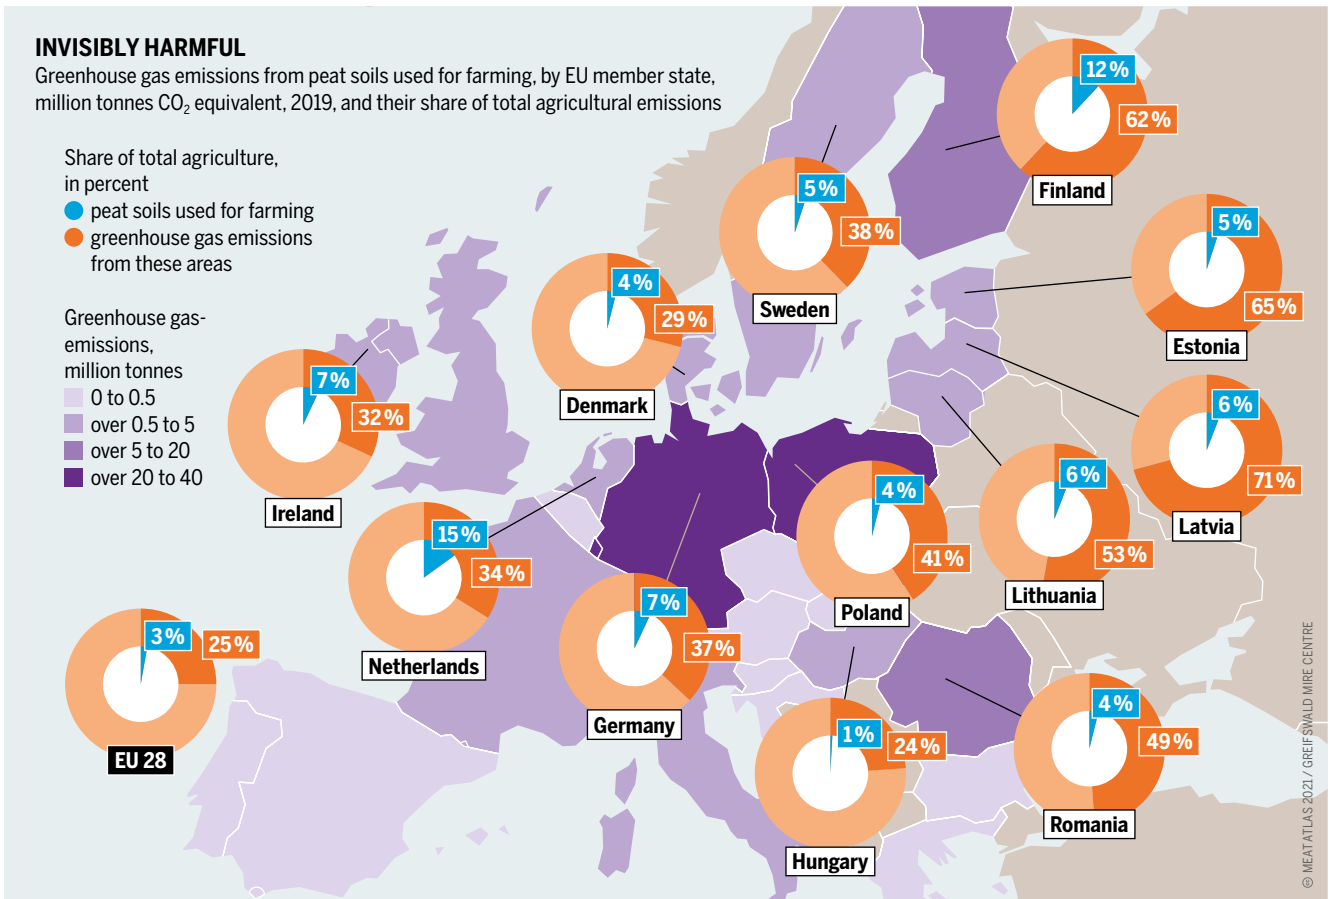 INVISIBLY HARMFUL
Greenhouse gas emissions from peat soils used for farming, by EU member state,
million tonnes CO₂ equivalent, 2019, and their share of total agricultural emissions
Share of total agriculture,
in percent
peat soils used for farming
greenhouse gas emissions
from these areas
Greenhouse gas-
emissions,
million tonnes
0 to 0.5
over 0.5 to 5
over 5 to 20
over 20 to 40
12 %
62 %
Finland
5 %
38 %
Sweden
5 %
65 %
Estonia
4 %
29 %
Denmark
7 %
32 %
Ireland
6 %
71 %
Latvia
6 %
53 %
Lithuania
4 %
41 %
Poland
15 %
34 %
Netherlands
7 %
37 %
Germany
3 %
25 %
EU 28
1 %
24 %
Hungary
4 %
49 %
Romania
© MEAT ATLAS 2021 / GREIFSWALD MIRE CENTRE